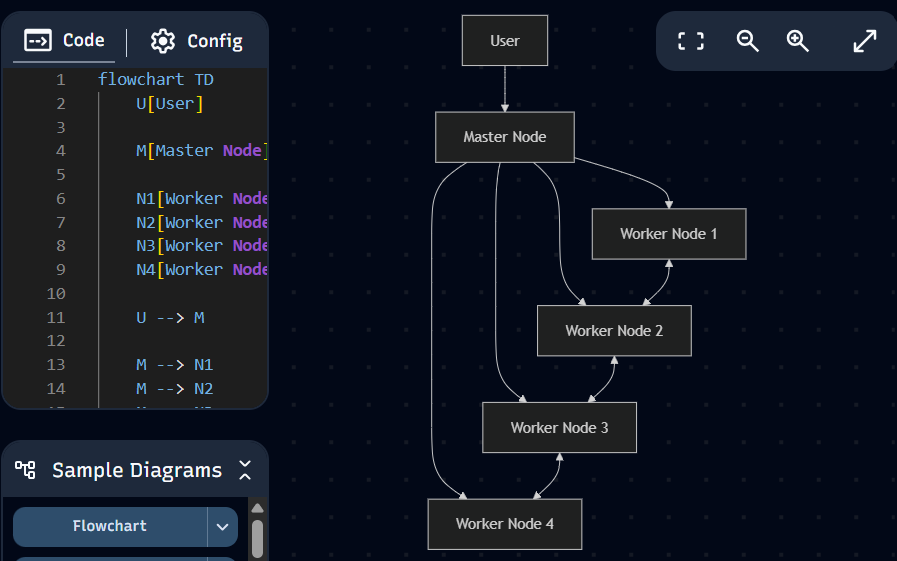 Code
Config
1 flowchart TD
2 U[User]
3
4 M[Master Node]
5
6 N1[Worker Node
7 N2[Worker Node
8 N3[Worker Node
9 N4[Worker Node
10
11 U --> M
12
13 M --> N1
14 M --> N2
Sample Diagrams
Flowchart
User
Master Node
Worker Node 1
Worker Node 2
Worker Node 3
Worker Node 4